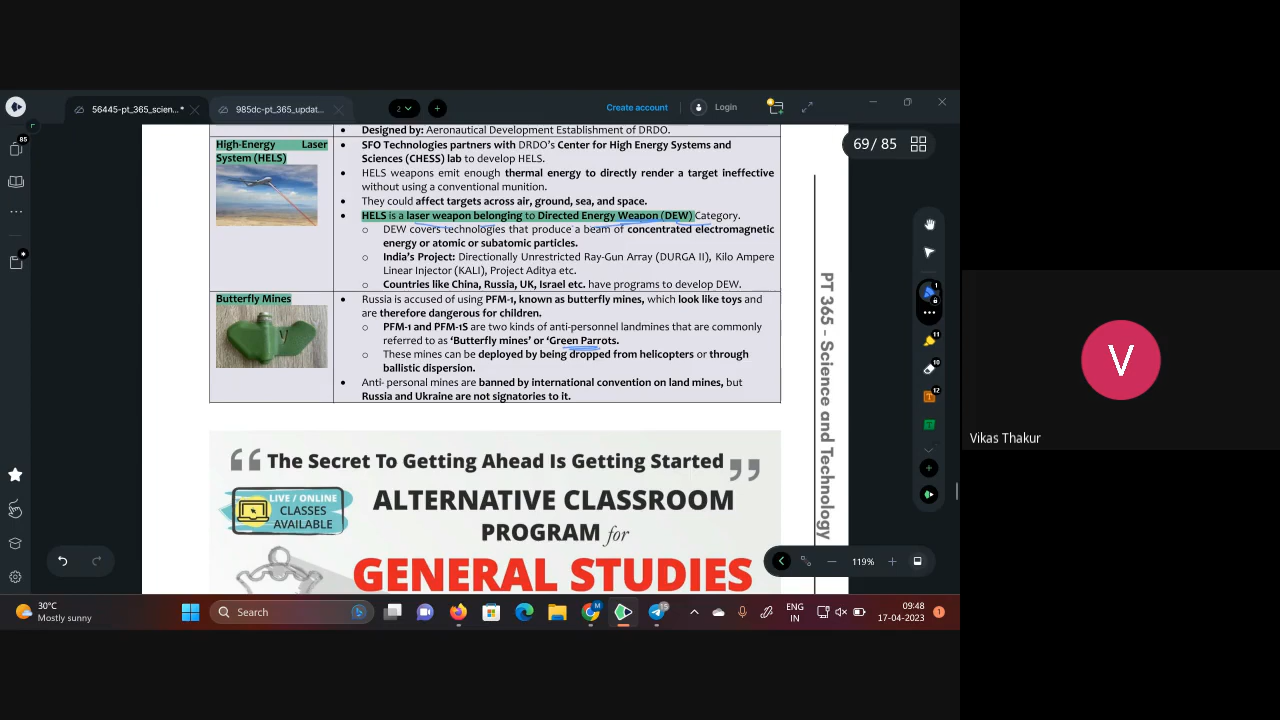 56445-pt_365_scien...*
985dc-pt_365_updat...
2
Create account
Login
85
69 / 85
Designed by: Aeronautical Development Establishment of DRDO.
High-Energy Laser
System (HELS)
• SFO Technologies partners with DRDO's Center for High Energy Systems and
Sciences (CHESS) lab to develop HELS.
• HELS weapons emit enough thermal energy to directly render a target ineffective
without using a conventional munition.
• They could affect targets across air, ground, sea, and space.
• HELS is a laser weapon belonging to Directed Energy Weapon (DEW) Category.
o DEW covers technologies that produce a beam of concentrated electromagnetic
energy or atomic or subatomic particles.
o India's Project: Directionally Unrestricted Ray-Gun Array (DURGA II), Kilo Ampere
Linear Injector (KALI), Project Aditya etc.
o Countries like China, Russia, UK, Israel etc. have programs to develop DEW.
Butterfly Mines
• Russia is accused of using PFM-1, known as butterfly mines, which look like toys and
are therefore dangerous for children.
o PFM-1 and PFM-1S are two kinds of anti-personnel landmines that are commonly
referred to as 'Butterfly mines' or 'Green Parrots.
o These mines can be deployed by being dropped from helicopters or through
ballistic dispersion.
• Anti- personal mines are banned by international convention on land mines, but
Russia and Ukraine are not signatories to it.
PT 365 - Science and Technology
1
11
10
12
T
T
“ The Secret To Getting Ahead Is Getting Started ”
LIVE / ONLINE
CLASSES
AVAILABLE
ALTERNATIVE CLASSROOM
PROGRAM for
GENERAL STUDIES
119%
V
Vikas Thakur
30°C
Mostly sunny
Search
M
15
ENG
IN
09:48
17-04-2023
1